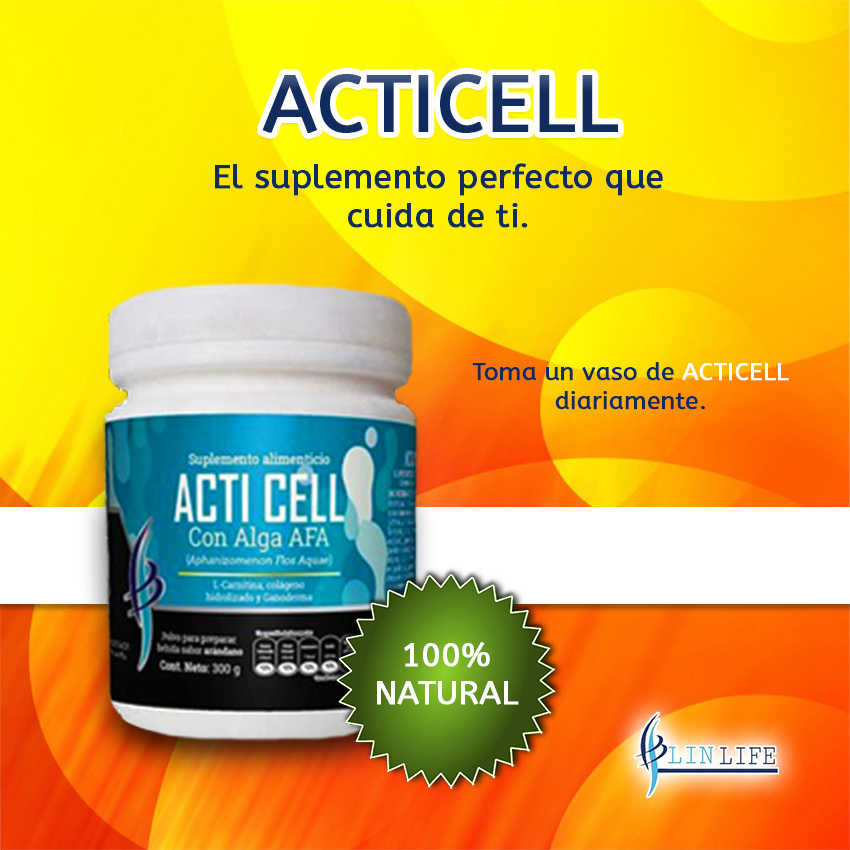 ACTICELL
El suplemento perfecto que
cuida de ti.
Toma un vaso de ACTICELL
diariamente.
Suplemento alimenticio
ACTI CELL
Con Alga AFA
(Aphanizomenon Flos Aquae)
L-Carnitina, colágeno
hidrolizado y Ganoderma
Polvo para preparar
bebida sabor arándano
Cont. Neto: 300 g
100%
NATURAL
LINLIFE